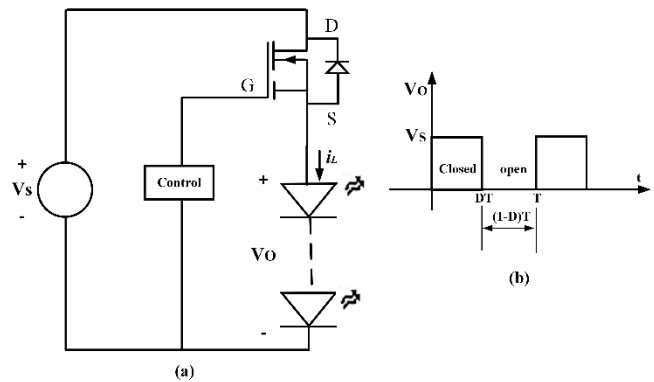 D
G
S
iL
+
Vs
-
Control
+
Vo
-
(a)
Vo
Vs
Closed
open
t
DT
T
(1-D)T
(b)